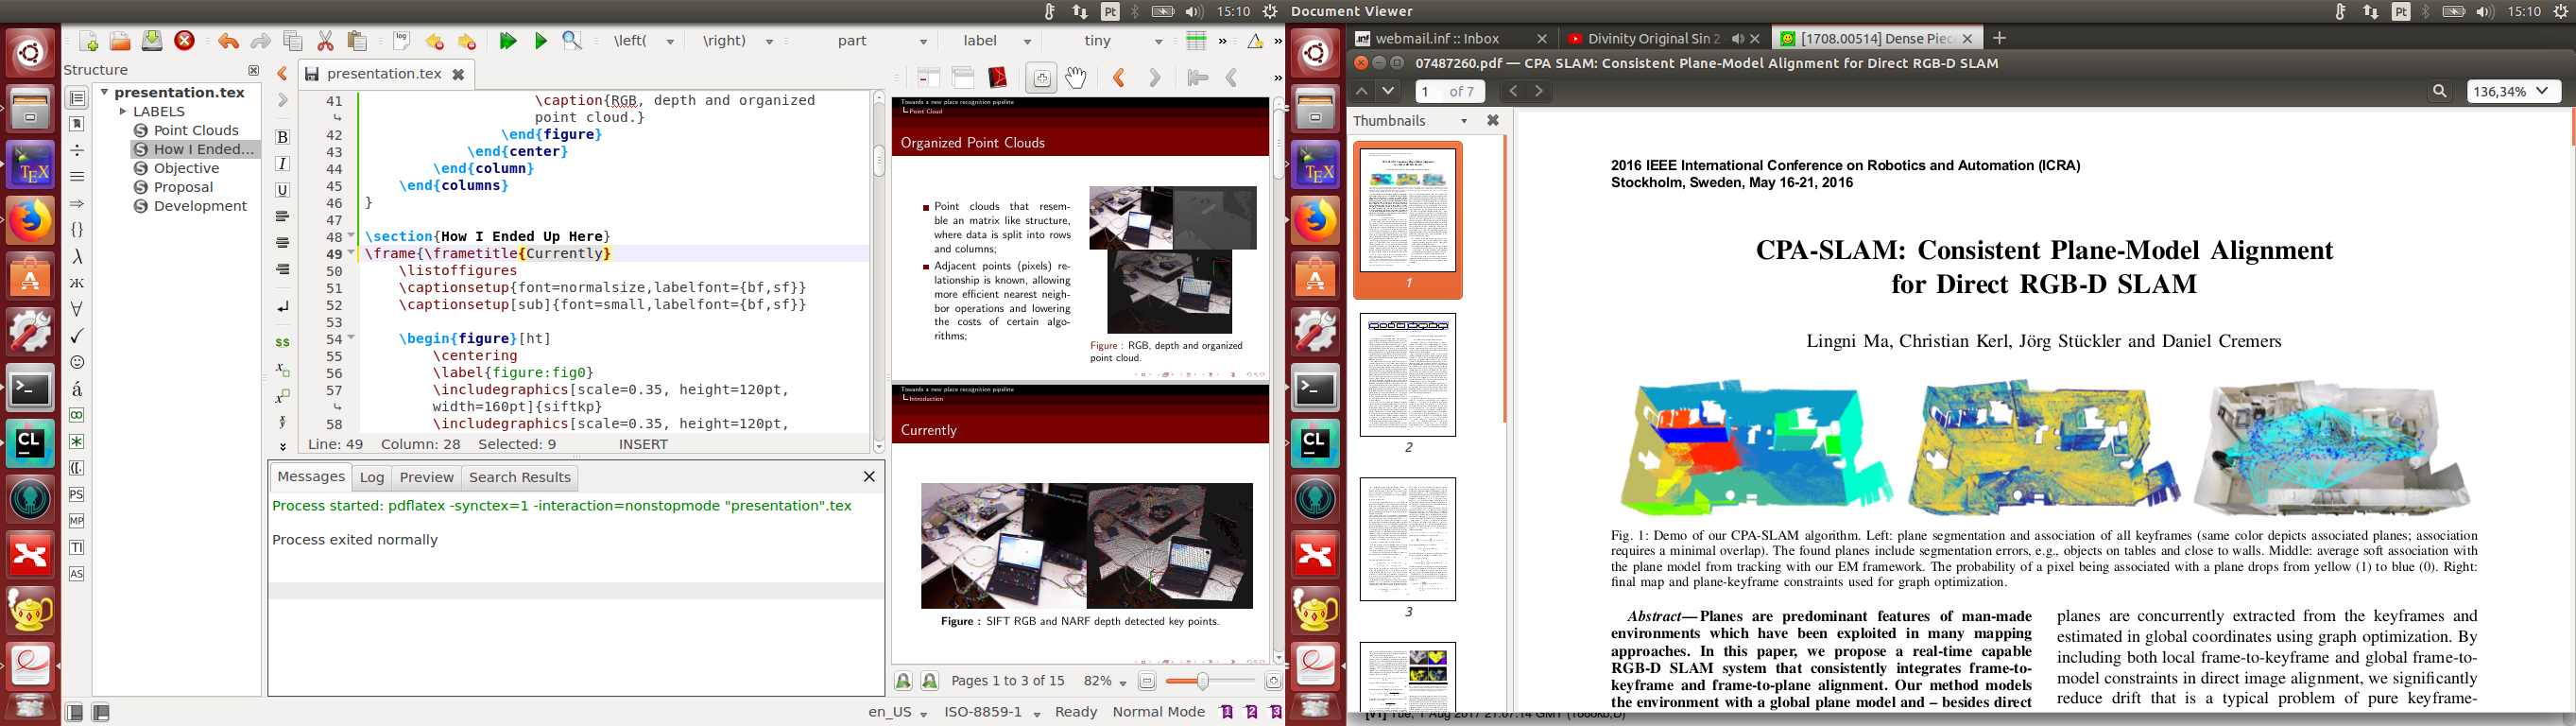 Pt 15:10 Document Viewer Pt 15:10
log \left( \right) part label tiny
Structure
presentation.tex
LABELS
Point Clouds
How I Ended...
Objective
Proposal
Development
presentation.tex
41 \caption{RGB, depth and organized
point cloud.}
42 \end{figure}
43 \end{center}
44 \end{column}
45 \end{columns}
46 }
47
48 \section{How I Ended Up Here}
49 \frame{\frametitle{Currently}
50 \listoffigures
51 \captionsetup{font=normalsize,labelfont={bf,sf}}
52 \captionsetup[sub]{font=small,labelfont={bf,sf}}
53
54 \begin{figure}[ht]
55 \centering
56 \label{figure:fig0}
57 \includegraphics[scale=0.35, height=120pt,
width=160pt]{siftkp}
58 \includegraphics[scale=0.35, height=120pt,
Line: 49 Column: 28 Selected: 9 INSERT
Messages Log Preview Search Results
Process started: pdflatex -synctex=1 -interaction=nonstopmode "presentation".tex
Process exited normally
Towards a new place recognition pipeline
Point Cloud
Organized Point Clouds
Point clouds that resem-
ble an matrix like structure,
where data is split into rows
and columns;
Adjacent points (pixels) re-
lationship is known, allowing
more efficient nearest neigh-
bor operations and lowering
the costs of certain algo-
rithms;
Figure : RGB, depth and organized
point cloud.
Towards a new place recognition pipeline
Introduction
Currently
Figure : SIFT RGB and NARF depth detected key points.
Pages 1 to 3 of 15 82%
en_US ISO-8859-1 Ready Normal Mode 1 2 3
webmail.inf :: Inbox Divinity Original Sin 2 [1708.00514] Dense Piec
07487260.pdf — CPA SLAM: Consistent Plane-Model Alignment for Direct RGB-D SLAM
1 of 7 136,34%
Thumbnails
1
2
3
2016 IEEE International Conference on Robotics and Automation (ICRA)
Stockholm, Sweden, May 16-21, 2016
CPA-SLAM: Consistent Plane-Model Alignment
for Direct RGB-D SLAM
Lingni Ma, Christian Kerl, Jörg Stückler and Daniel Cremers
Fig. 1: Demo of our CPA-SLAM algorithm. Left: plane segmentation and association of all keyframes (same color depicts associated planes; association
requires a minimal overlap). The found planes include segmentation errors, e.g., objects on tables and close to walls. Middle: average soft association with
the plane model from tracking with our EM framework. The probability of a pixel being associated with a plane drops from yellow (1) to blue (0). Right:
final map and plane-keyframe constraints used for graph optimization.
Abstract— Planes are predominant features of man-made
environments which have been exploited in many mapping
approaches. In this paper, we propose a real-time capable
RGB-D SLAM system that consistently integrates frame-to-
keyframe and frame-to-plane alignment. Our method models
the environment with a global plane model and – besides direct
planes are concurrently extracted from the keyframes and
estimated in global coordinates using graph optimization. By
including both local frame-to-keyframe and global frame-to-
model constraints in direct image alignment, we significantly
reduce drift that is a typical problem of pure keyframe-